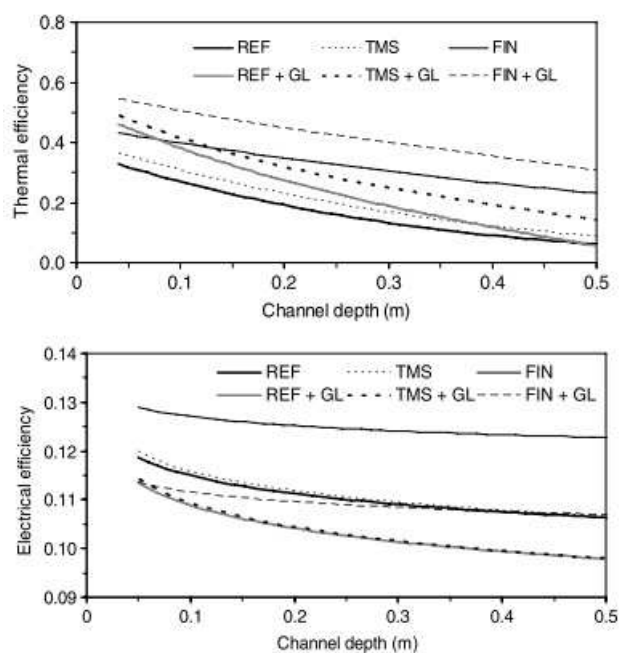 0.8
REF TMS FIN
REF + GL TMS + GL FIN + GL
0.6
0.4
0.2
0.0
Thermal efficiency
0 0.1 0.2 0.3 0.4 0.5
Channel depth (m)
0.14
REF TMS FIN
REF + GL TMS + GL FIN + GL
0.13
0.12
0.11
0.10
0.09
Electrical efficiency
0 0.1 0.2 0.3 0.4 0.5
Channel depth (m)